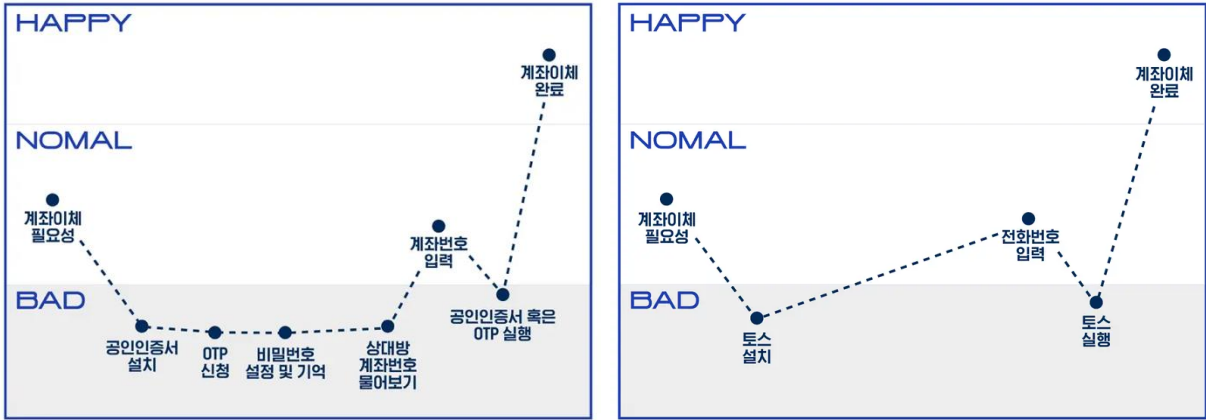 HAPPY
계좌이체
완료
NOMAL
계좌이체
필요성
계좌번호
입력
BAD
공인인증서
설치
OTP
신청
비밀번호
설정 및 기억
상대방
계좌번호
물어보기
공인인증서 혹은
OTP 실행
HAPPY
계좌이체
완료
NOMAL
계좌이체
필요성
전화번호
입력
BAD
토스
설치
토스
실행